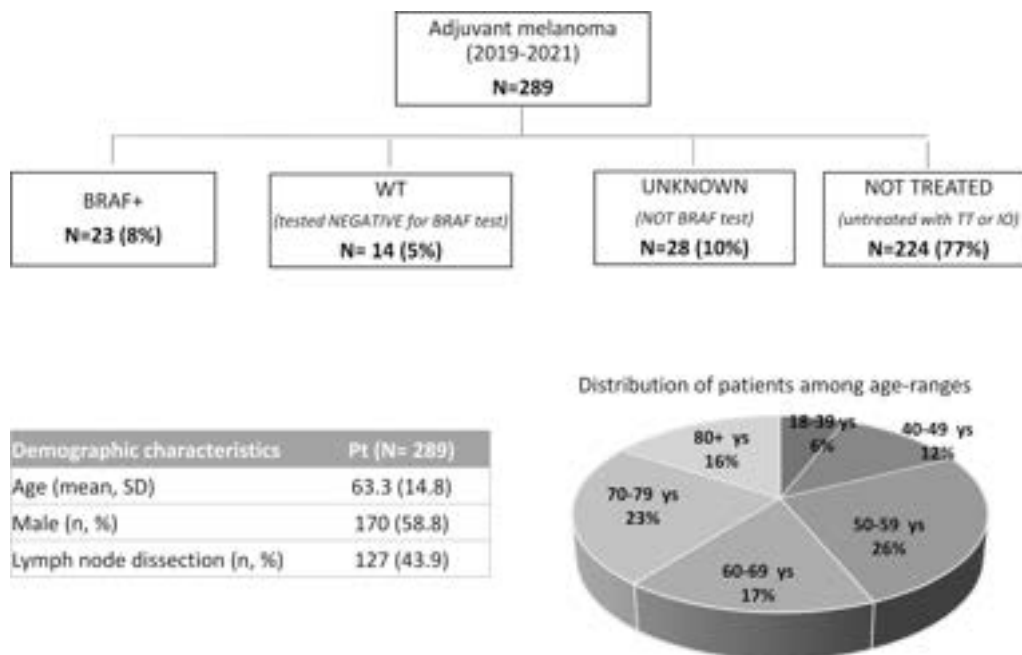 Adjuvant melanoma
(2019-2021)
N=289
BRAF+
N=23 (8%)
WT
(tested NEGATIVE for BRAF test)
N= 14 (5%)
UNKNOWN
(NOT BRAF test)
N=28 (10%)
NOT TREATED
(untreated with TT or IO)
N=224 (77%)
Distribution of patients among age-ranges
Demographic characteristics Pt (N= 289)
Age (mean, SD) 63.3 (14.8)
Male (n, %) 170 (58.8)
Lymph node dissection (n, %) 127 (43.9)
18-39 ys
6%
40-49 ys
12%
50-59 ys
26%
60-69 ys
17%
70-79 ys
23%
80+ ys
16%